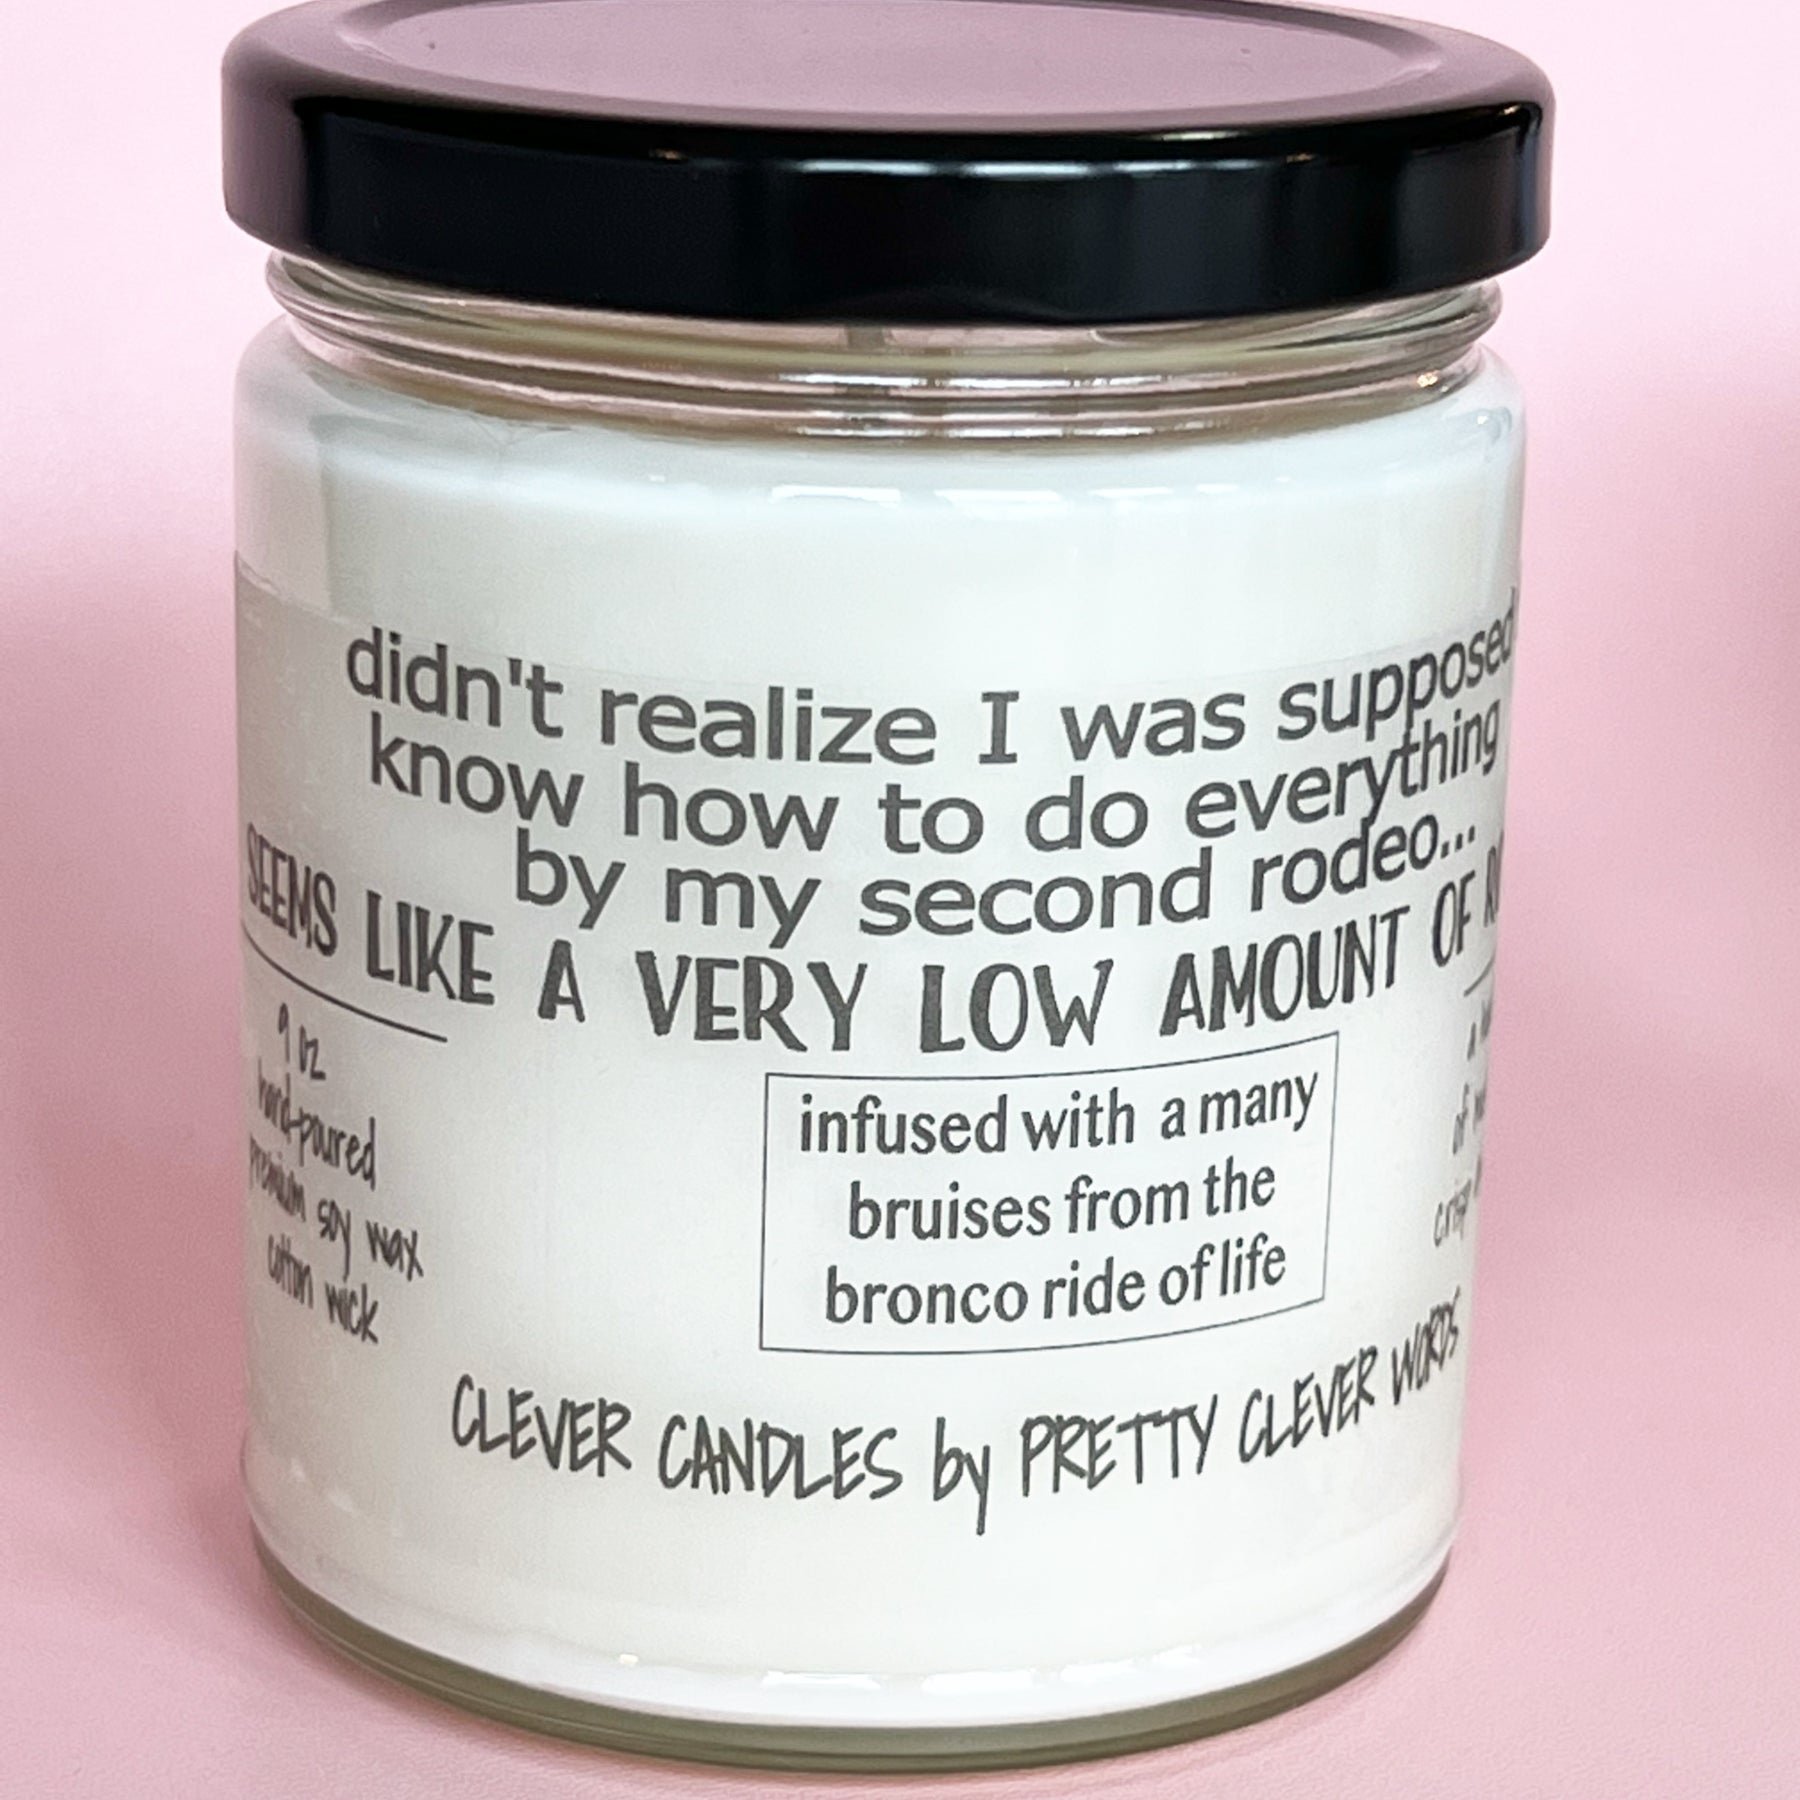 didn't realize I was supposed
know how to do everything
by my second rodeo...
SEEMS LIKE A VERY LOW AMOUNT OF
9 oz
hand-poured
premium soy wax
cotton wick
infused with a many
bruises from the
bronco ride of life
of
crisp
CLEVER CANDLES by PRETTY CLEVER WORDS